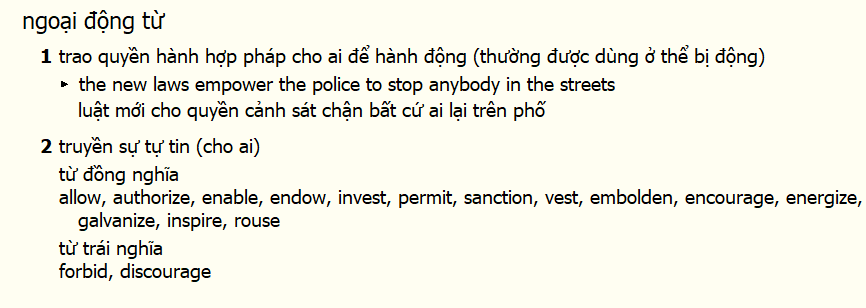 ngoại động từ
1 trao quyền hành hợp pháp cho ai để hành động (thường được dùng ở thể bị động)
the new laws empower the police to stop anybody in the streets
luật mới cho quyền cảnh sát chận bất cứ ai lại trên phố
2 truyền sự tự tin (cho ai)
từ đồng nghĩa
allow, authorize, enable, endow, invest, permit, sanction, vest, embolden, encourage, energize,
galvanize, inspire, rouse
từ trái nghĩa
forbid, discourage